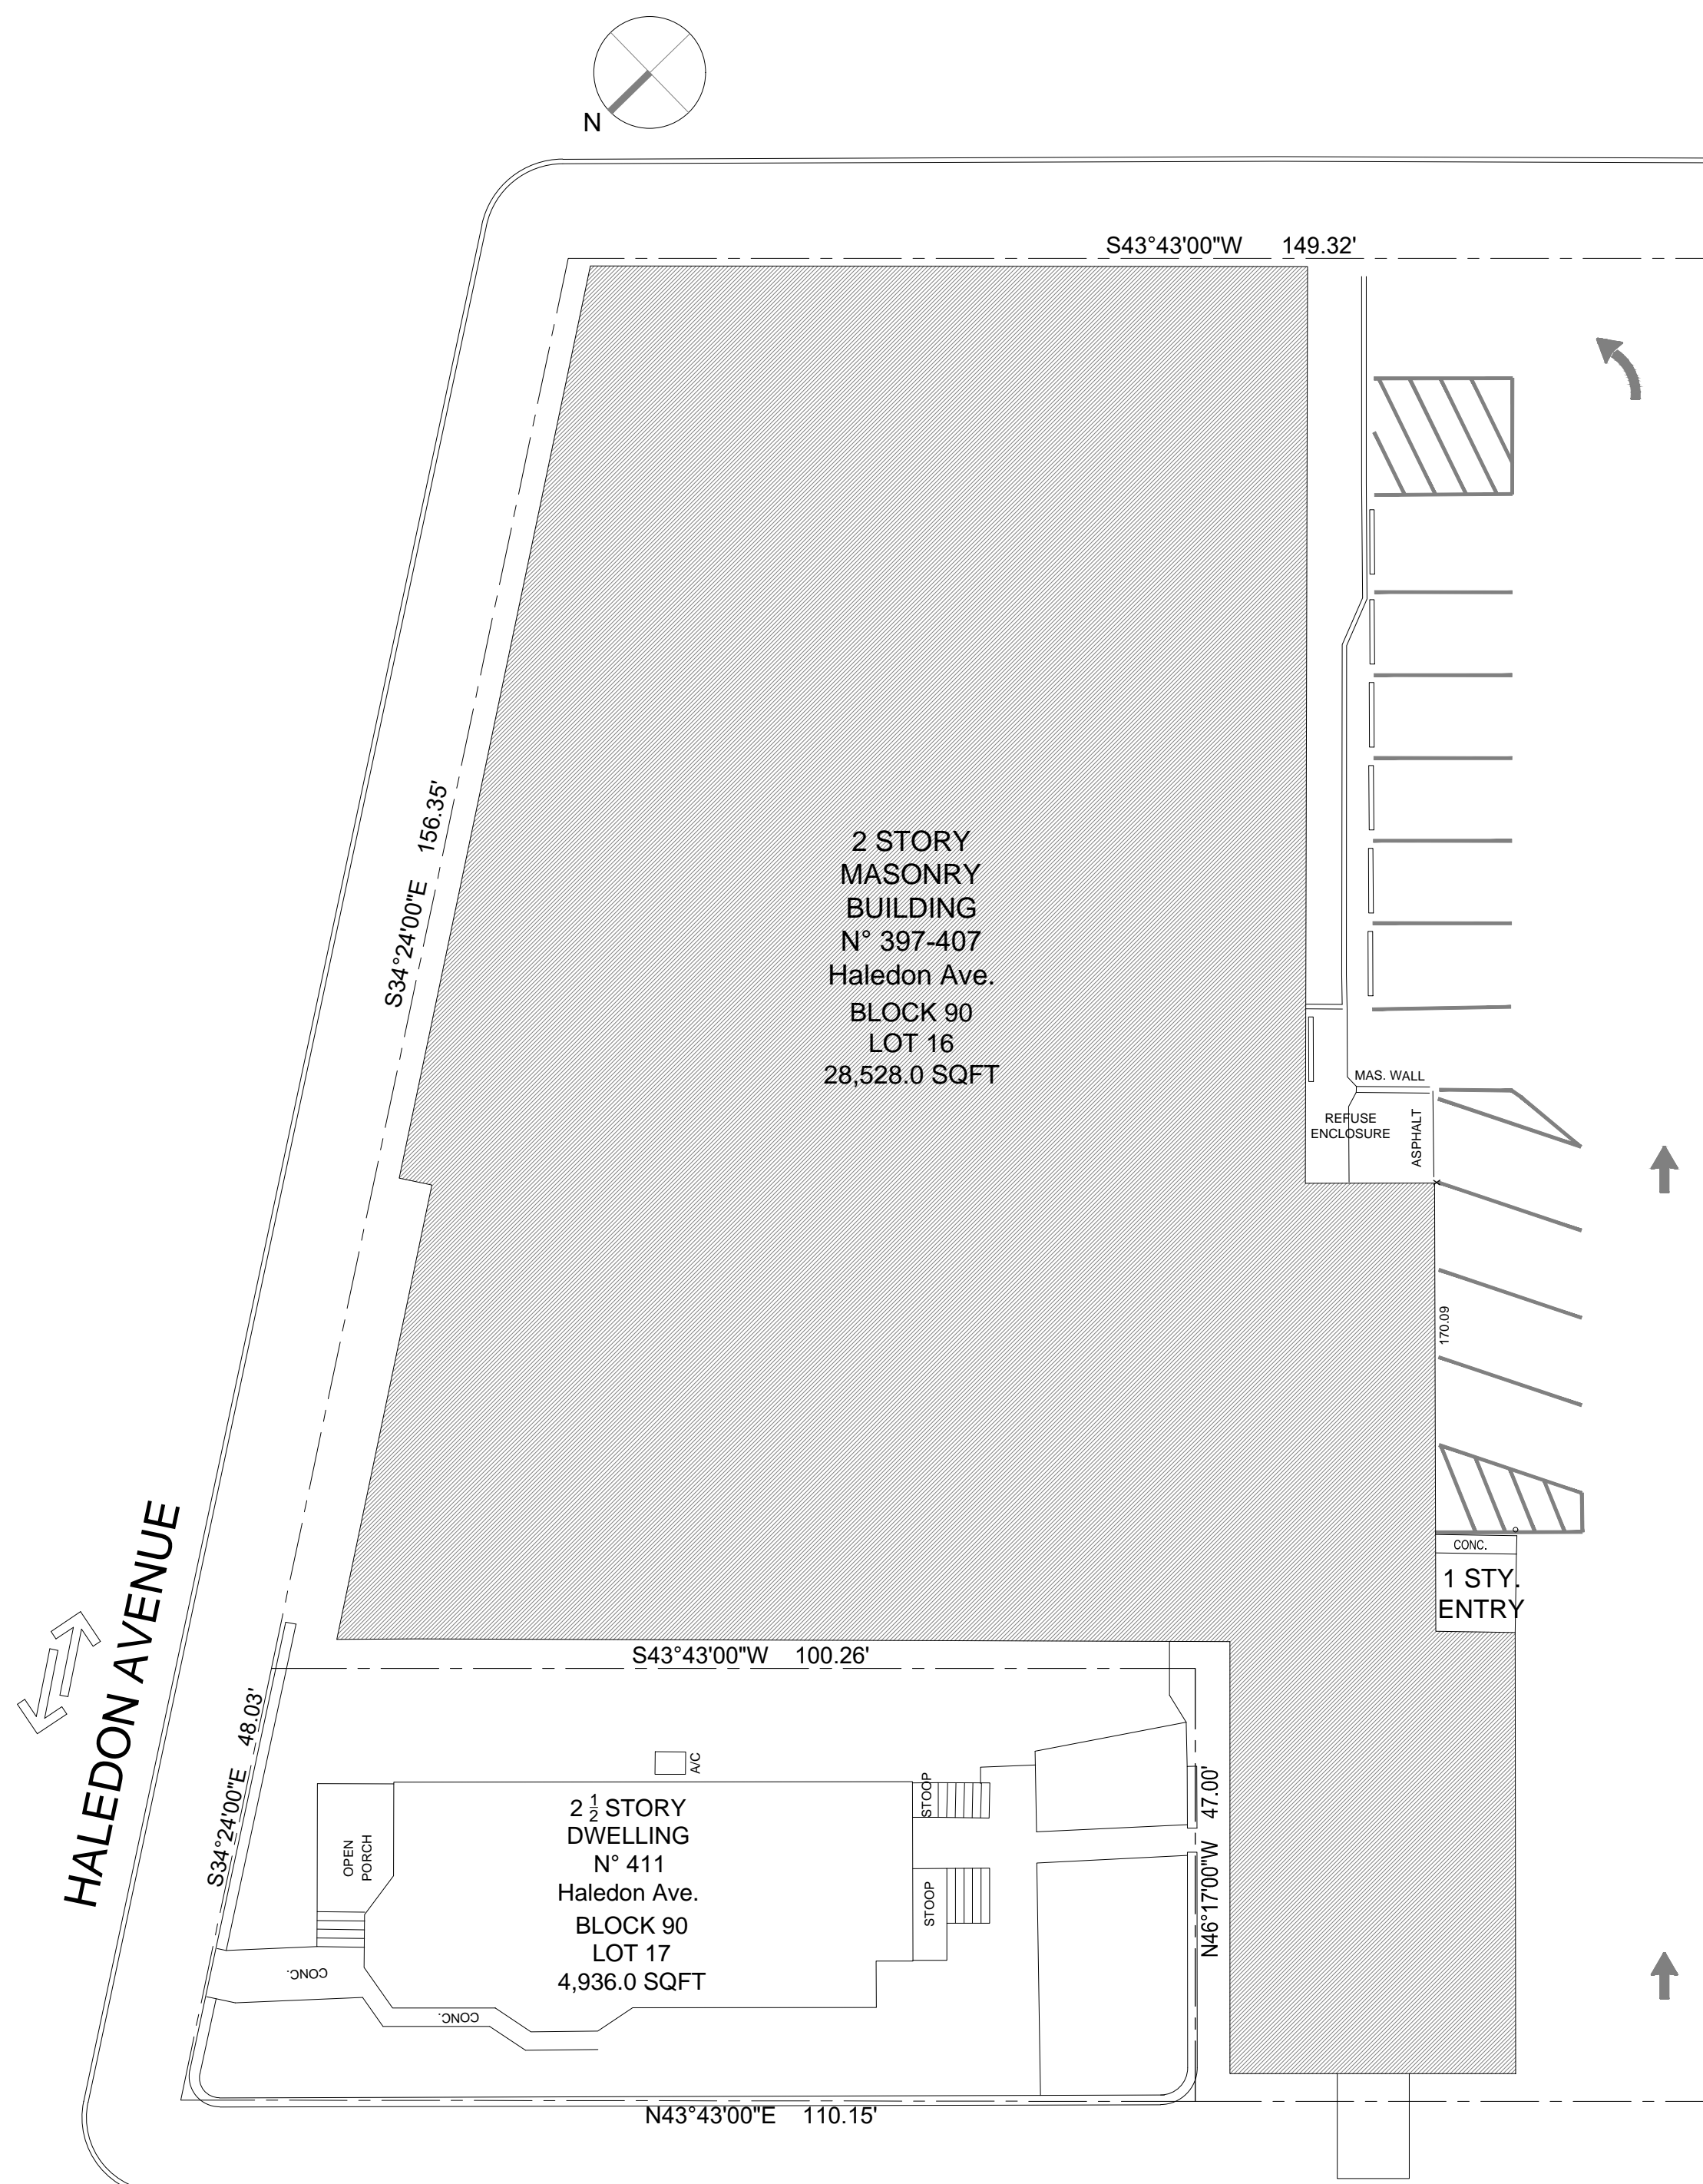 N
S43°43'00"W 149.32'
S34°24'00"E 156.35'
2 STORY
MASONRY
BUILDING
N° 397-407
Haledon Ave.
BLOCK 90
LOT 16
28,528.0 SQFT
MAS. WALL
REFUSE
ENCLOSURE
ASPHALT
170.09
CONC.
1 STY.
ENTRY
HALEDON AVENUE
S43°43'00"W 100.26'
S34°24'00"E 48.03'
A/C
OPEN
PORCH
2 1/2 STORY
DWELLING
N° 411
Haledon Ave.
BLOCK 90
LOT 17
4,936.0 SQFT
STOOP
STOOP
N46°17'00"W 47.00'
CONC.
CONC.
N43°43'00"E 110.15'